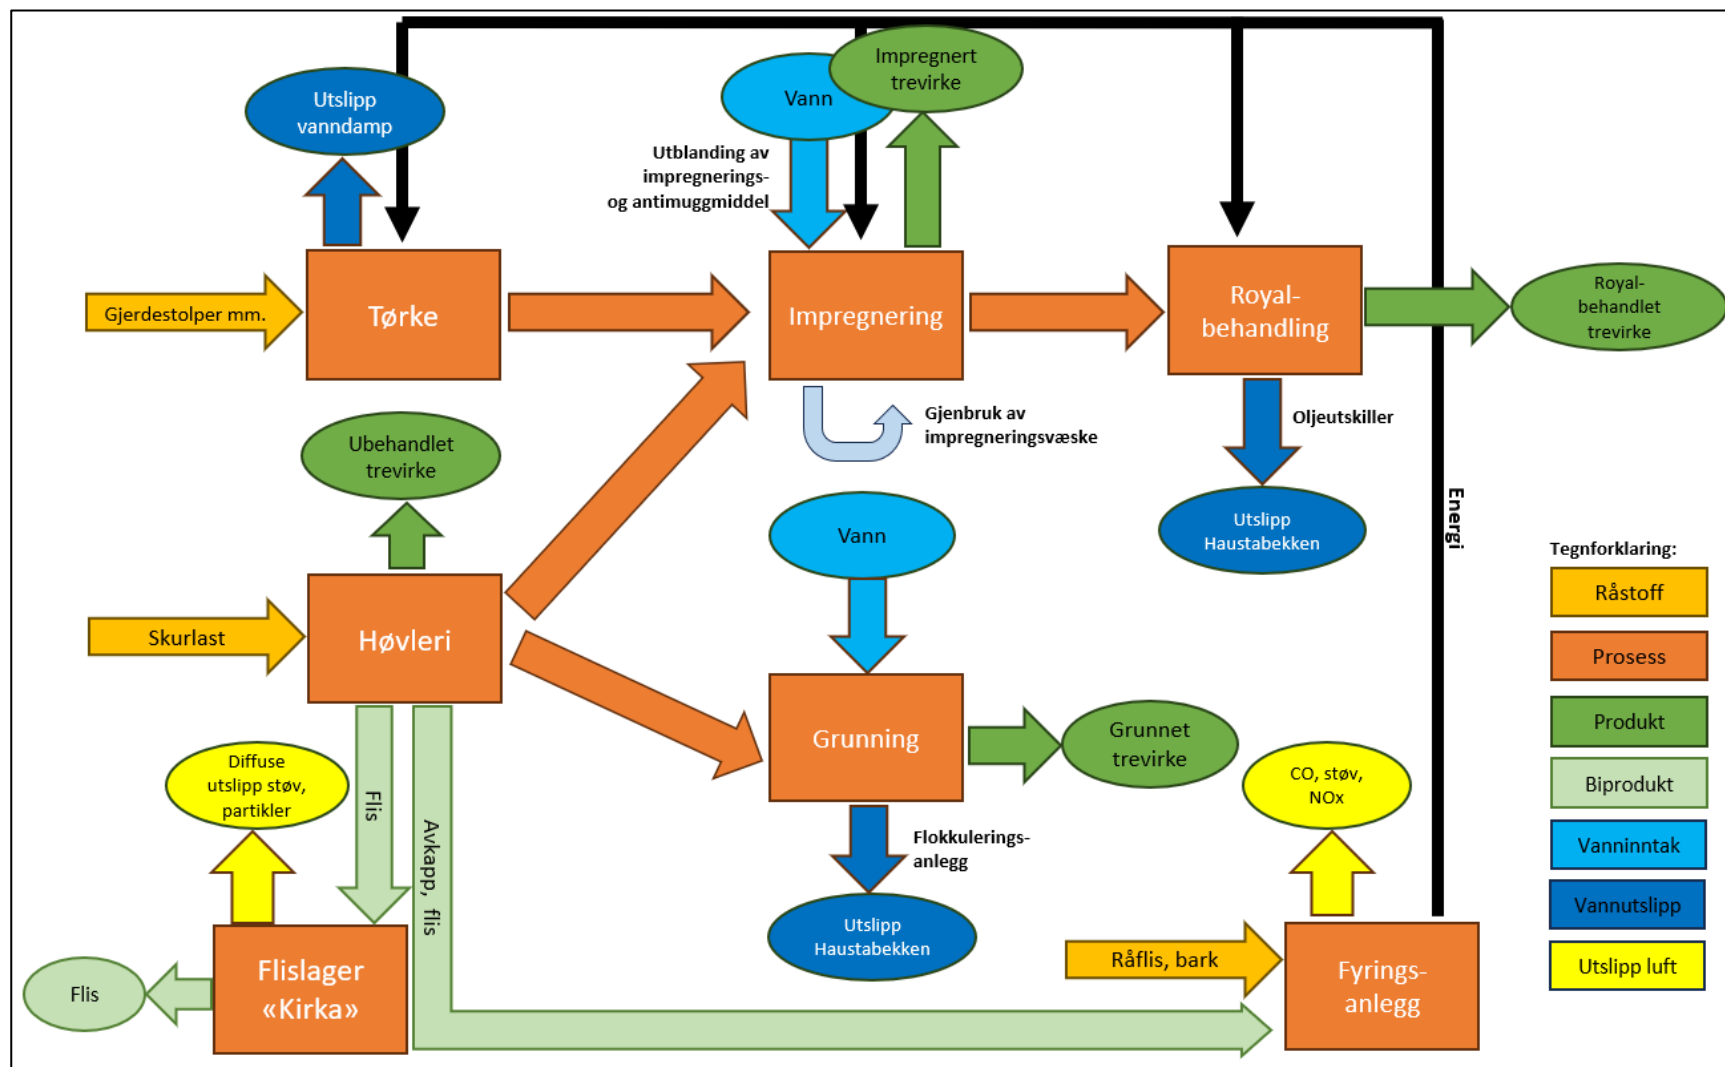 Utslipp
vanndamp
Vann
Impregnert
trevirke
Utblanding av
impregnerings-
og antimuggmiddel
Gjerdestolper mm.
Tørke
Impregnering
Royal-
behandling
Royal-
behandlet
trevirke
Gjenbruk av
impregneringsvæske
Oljeutskiller
Ubehandlet
trevirke
Utslipp
Haustabekken
Vann
Energi
Skurlast
Høvleri
Grunning
Grunnet
trevirke
Flis
Avkapp, flis
Diffuse
utslipp støv,
partikler
Flokkulerings-
anlegg
Utslipp
Haustabekken
CO, støv,
NOx
Flis
Flislager
«Kirka»
Råflis, bark
Fyrings-
anlegg
Tegnforklaring:
Råstoff
Prosess
Produkt
Biprodukt
Vanninntak
Vannutslipp
Utslipp luft